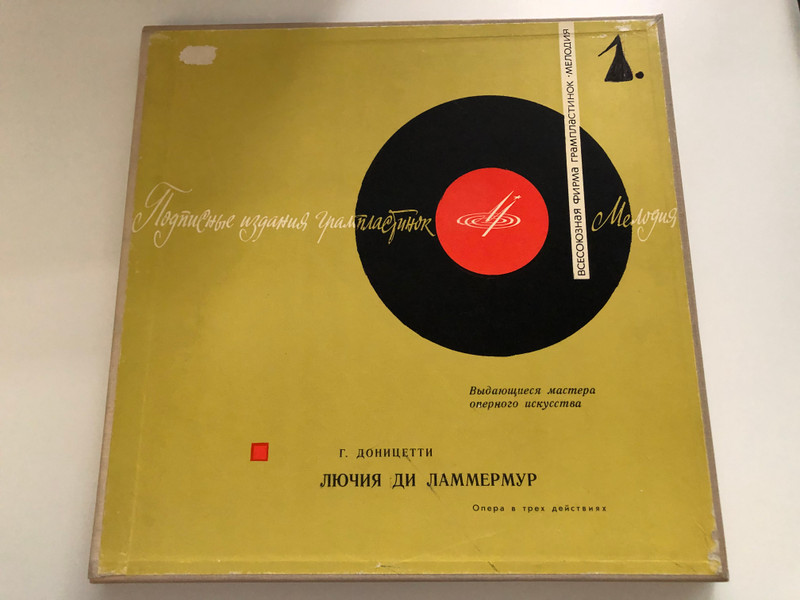 1.
ВСЕСОЮЗНАЯ ФИРМА ГРАМПЛАСТИНОК · МЕЛОДИЯ
Подписные издания грампластинок Мелодия
Выдающиеся мастера
оперного искусства
Г. ДОНИЦЕТТИ
ЛЮЧИЯ ДИ ЛАММЕРМУР
Опера в трех действиях